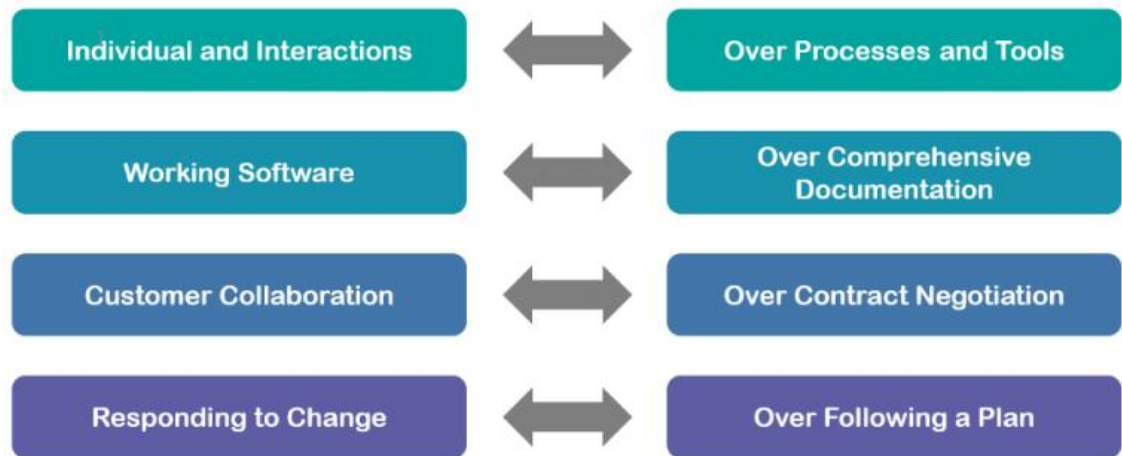 Individual and Interactions
Over Processes and Tools
Working Software
Over Comprehensive
Documentation
Customer Collaboration
Over Contract Negotiation
Responding to Change
Over Following a Plan